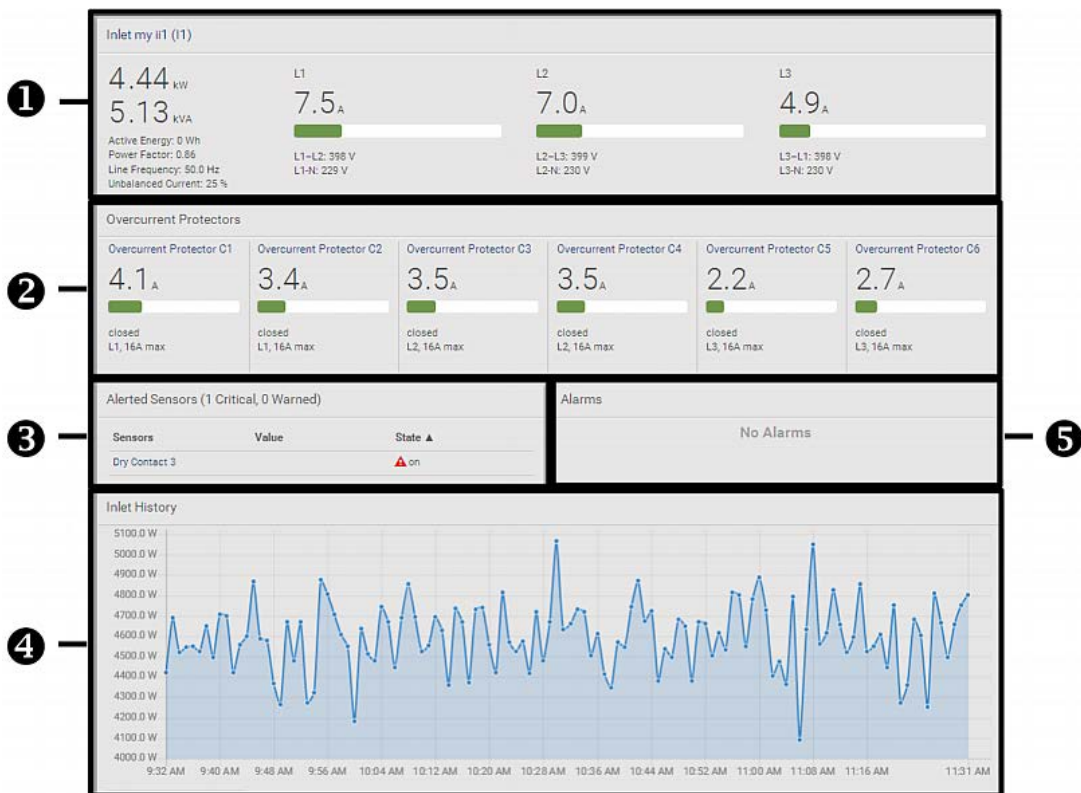 Inlet my ii1 (I1)
❶
4.44 kW
5.13 kVA
Active Energy: 0 Wh
Power Factor: 0.86
Line Frequency: 50.0 Hz
Unbalanced Current: 25 %
L1
7.5 A
L1-L2: 398 V
L1-N: 229 V
L2
7.0 A
L2-L3: 399 V
L2-N: 230 V
L3
4.9 A
L3-L1: 398 V
L3-N: 230 V
❷
Overcurrent Protectors
Overcurrent Protector C1
4.1 A
closed
L1, 16A max
Overcurrent Protector C2
3.4 A
closed
L1, 16A max
Overcurrent Protector C3
3.5 A
closed
L2, 16A max
Overcurrent Protector C4
3.5 A
closed
L2, 16A max
Overcurrent Protector C5
2.2 A
closed
L3, 16A max
Overcurrent Protector C6
2.7 A
closed
L3, 16A max
❸
Alerted Sensors (1 Critical, 0 Warned)
Sensors Value State ▲
Dry Contact 3 on
Alarms
No Alarms
❺
❹
Inlet History
5100.0 W
5000.0 W
4900.0 W
4800.0 W
4700.0 W
4600.0 W
4500.0 W
4400.0 W
4300.0 W
4200.0 W
4100.0 W
4000.0 W
9:32 AM 9:40 AM 9:48 AM 9:56 AM 10:04 AM 10:12 AM 10:20 AM 10:28 AM 10:36 AM 10:44 AM 10:52 AM 11:00 AM 11:08 AM 11:16 AM 11:31 AM